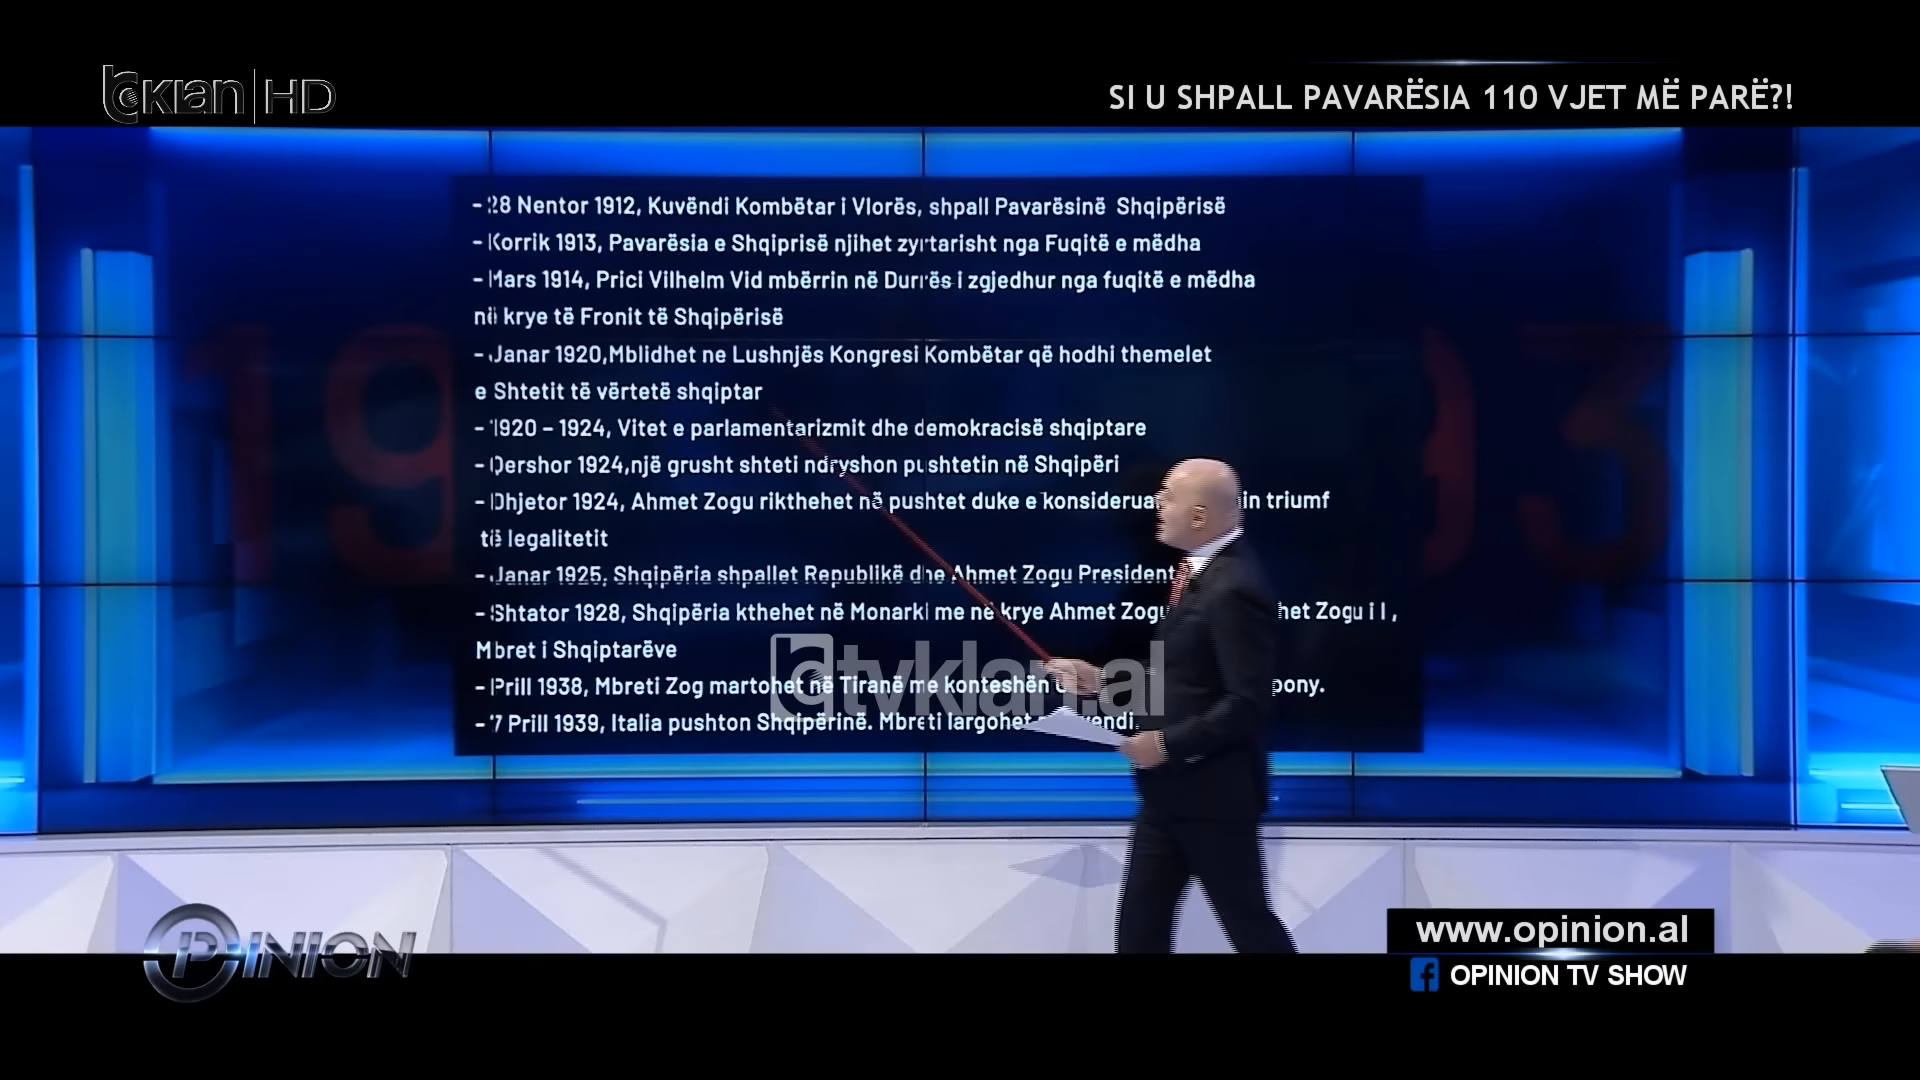 tvklan HD
SI U SHPALL PAVARËSIA 110 VJET MË PARË?!
- 28 Nentor 1912, Kuvëndi Kombëtar i Vlorës, shpall Pavarësinë Shqipërisë
- Korrik 1913, Pavarësia e Shqiprisë njihet zyrtarisht nga Fuqitë e mëdha
- Mars 1914, Prici Vilhelm Vid mbërrin në Durrës i zgjedhur nga fuqitë e mëdha
në krye të Fronit të Shqipërisë
- Janar 1920,Mblidhet ne Lushnjës Kongresi Kombëtar që hodhi themelet
e Shtetit të vërtetë shqiptar
- 1920 – 1924, Vitet e parlamentarizmit dhe demokracisë shqiptare
- Qershor 1924,një grusht shteti ndryshon pushtetin në Shqipëri
- Dhjetor 1924, Ahmet Zogu rikthehet në pushtet duke e triumf
të legalitetit
- Janar 1925, Shqipëria shpallet Republikë dhe Ahmet Zogu President
- Shtator 1928, Shqipëria kthehet në Monarki me në krye Ahmet Zogu i I ,
Mbret i Shqiptarëve
- Prill 1938, Mbreti Zog martohet në Tiranë me konteshën
- 7 Prill 1939, Italia pushton Shqipërinë. Mbreti largohet vendi.
tvklan.al
OPINION
www.opinion.al
OPINION TV SHOW